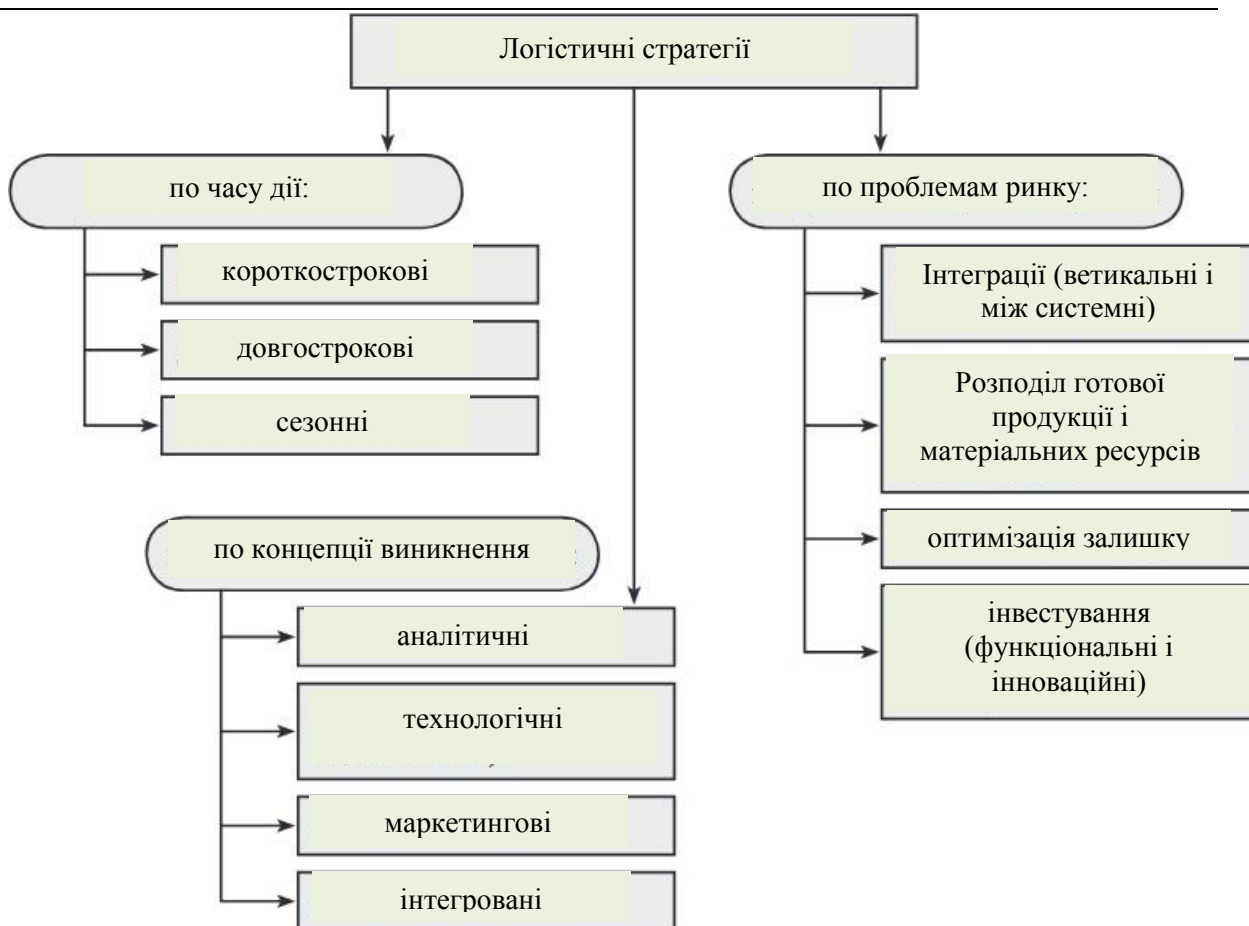 Логістичні стратегії
по часу дії:
короткострокові
довгострокові
сезонні
по концепції виникнення
аналітичні
технологічні
маркетингові
інтегровані
по проблемам ринку:
Інтеграції (ветикальні і
між системні)
Розподіл готової
продукції і
матеріальних ресурсів
оптимізація залишку
інвестування
(функціональні і
інноваційні)